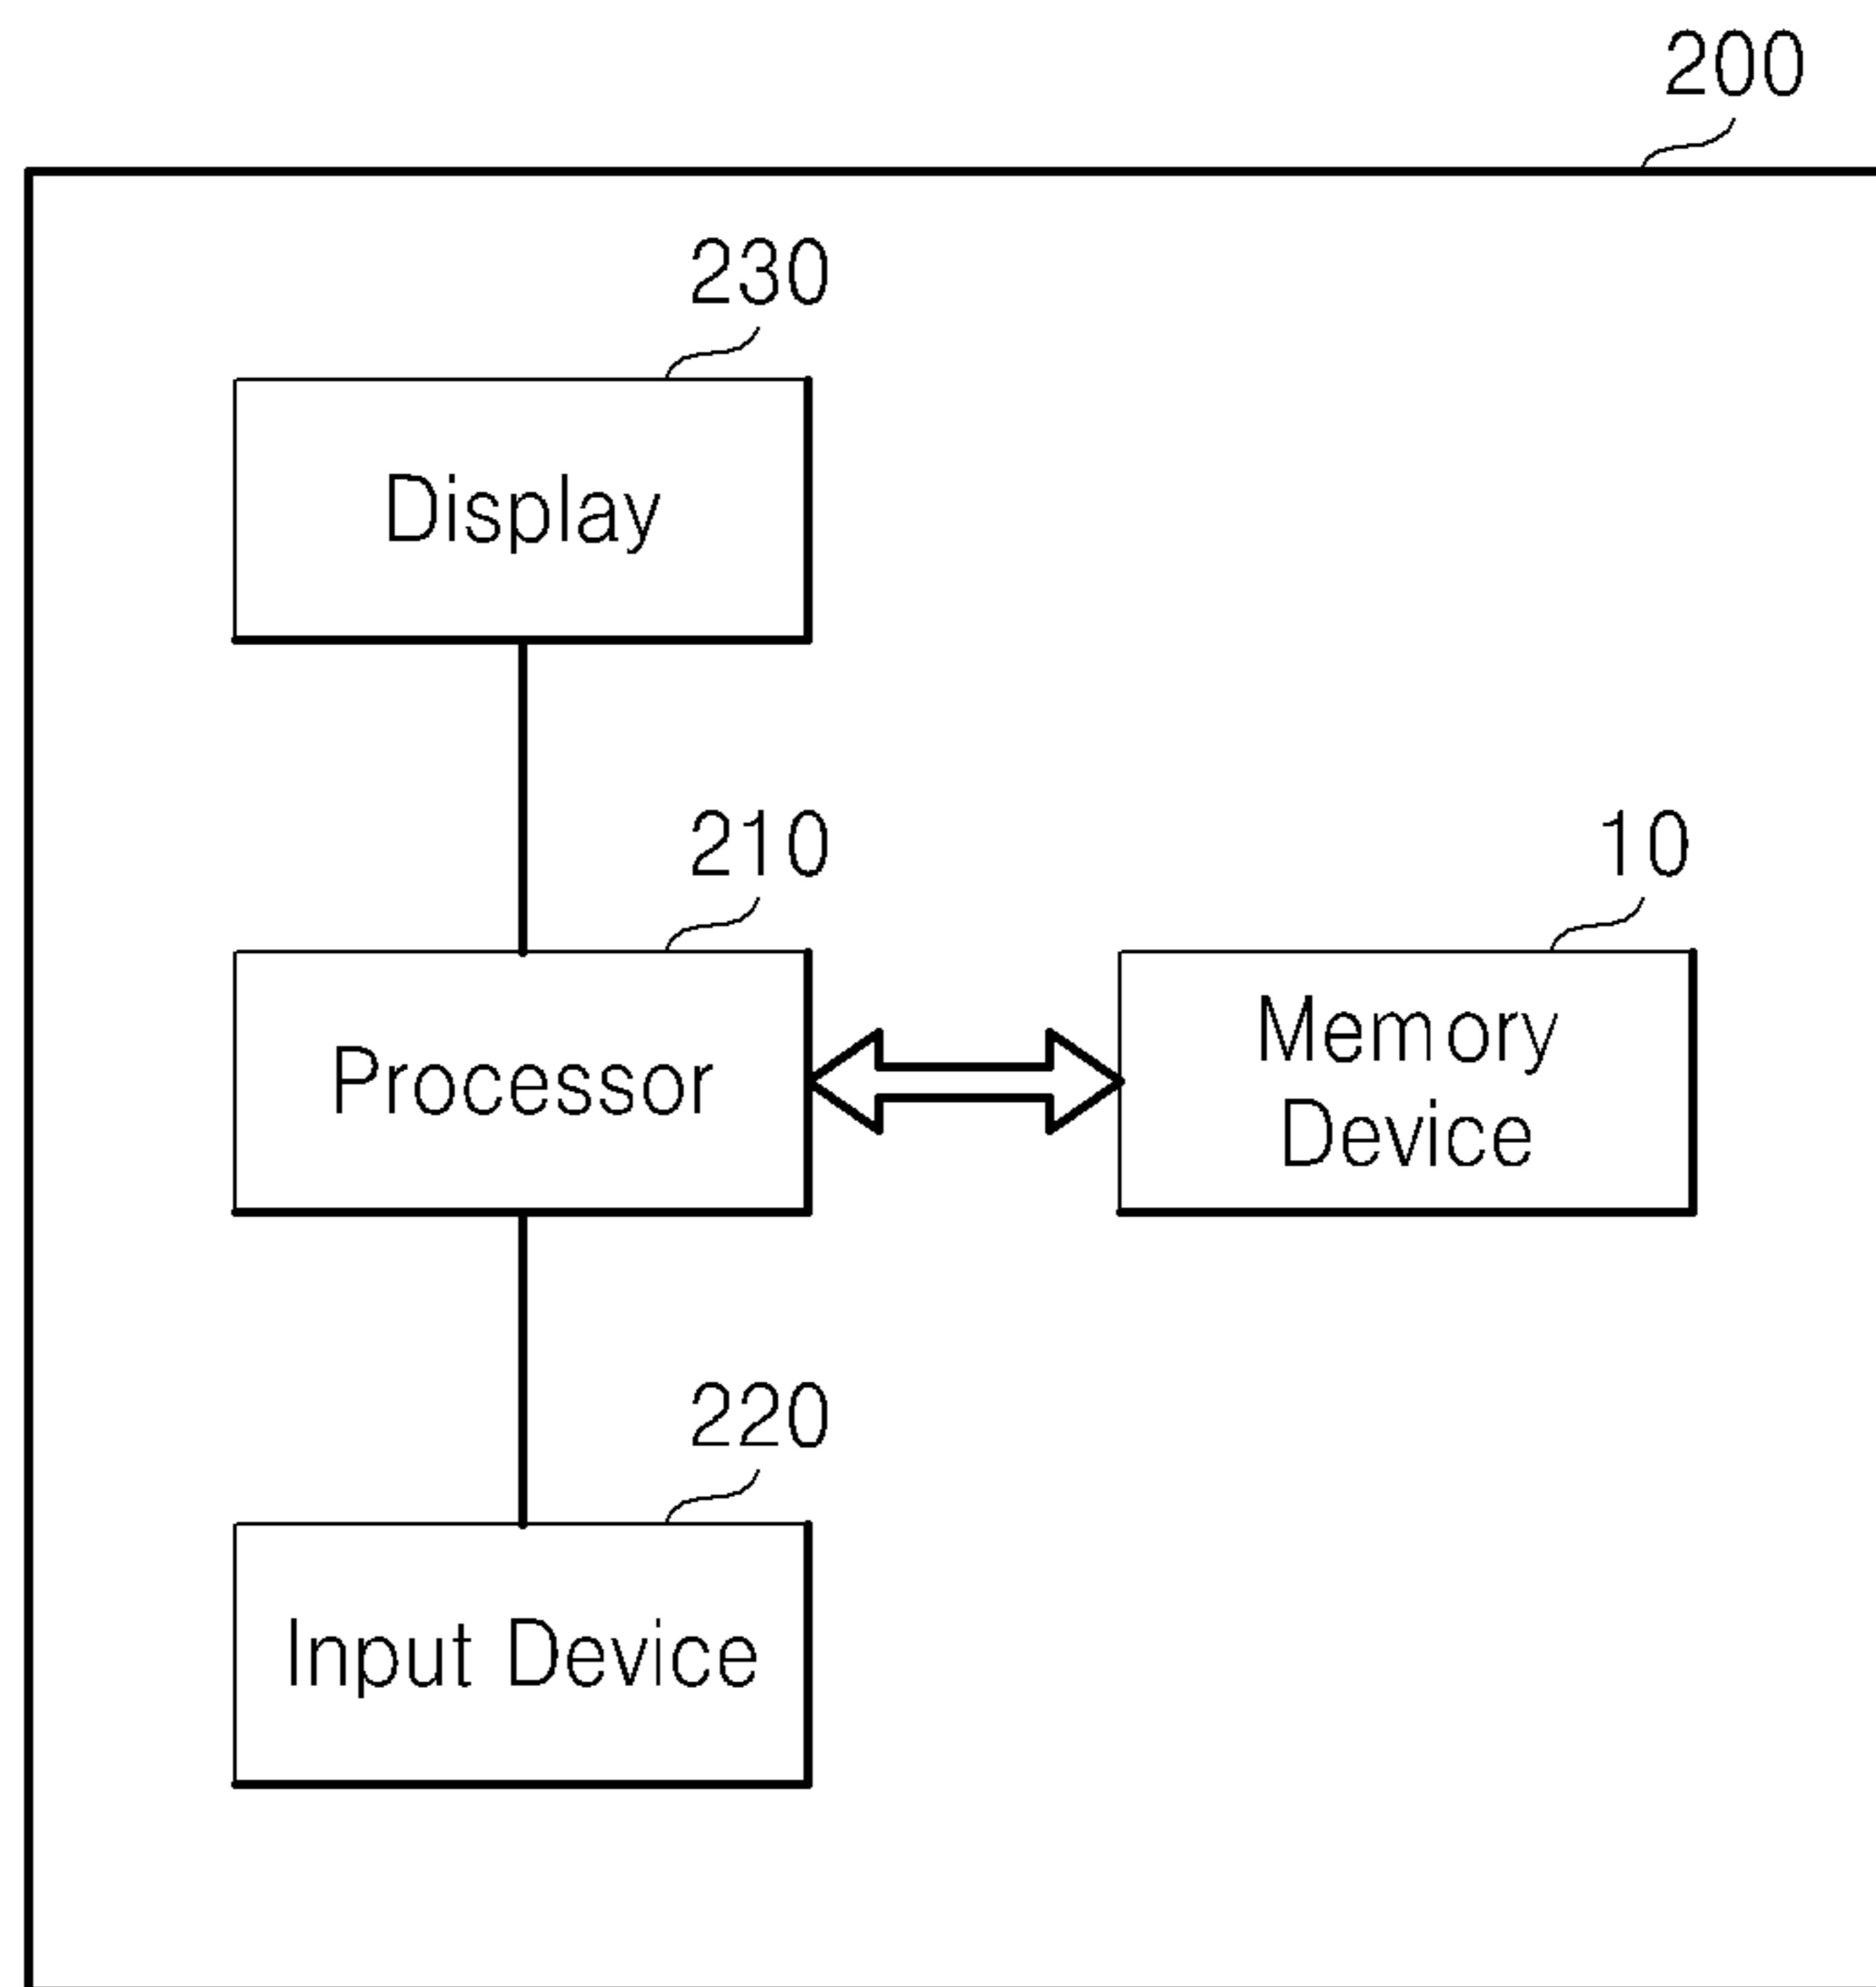 200
230
Display
210
10
Processor
Memory
Device
220
Input Device